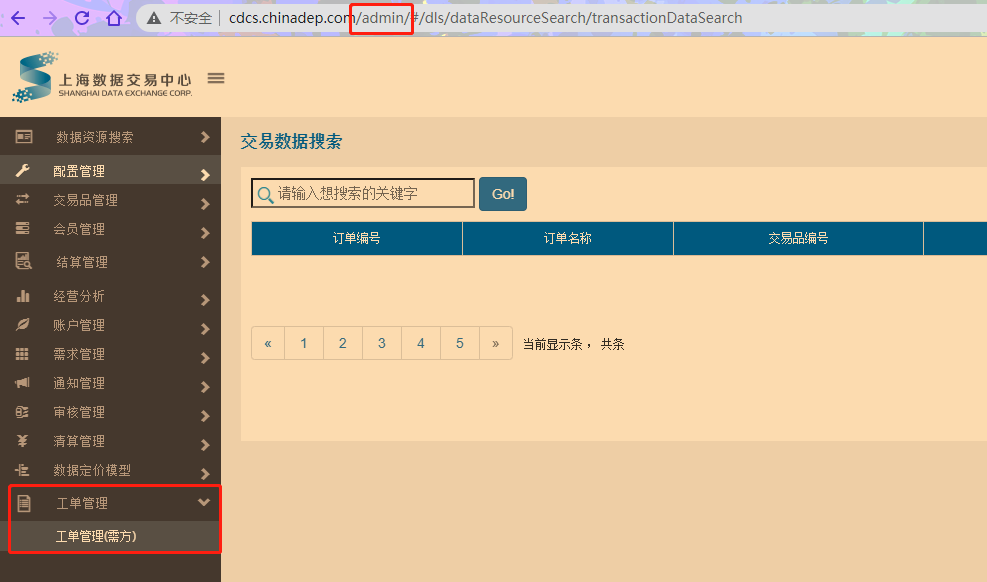 不安全 cdcs.chinadep.com/admin/#/dls/dataResourceSearch/transactionDataSearch
上海数据交易中心
SHANGHAI DATA EXCHANGE CORP.
数据资源搜索
配置管理
交易品管理
会员管理
结算管理
经营分析
账户管理
需求管理
通知管理
审核管理
清算管理
数据定价模型
工单管理
工单管理(需方)
交易数据搜索
请输入想搜索的关键字 Go!
订单编号 订单名称 交易品编号
« 1 2 3 4 5 » 当前显示条， 共条